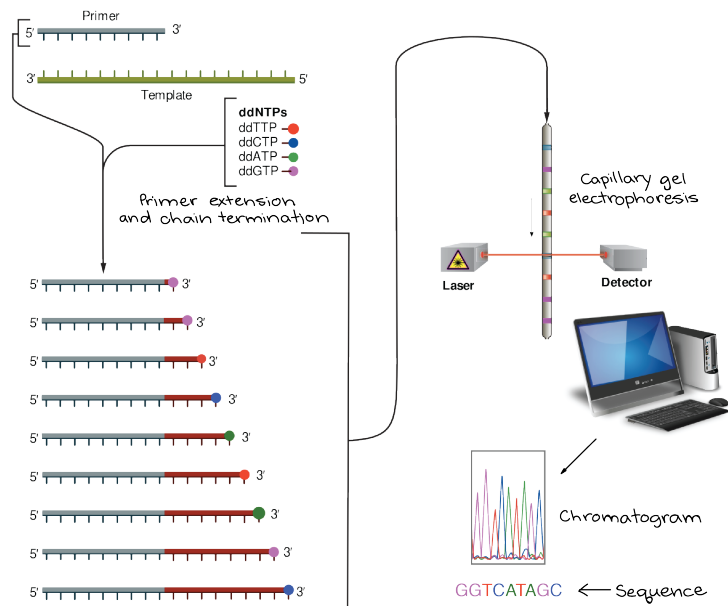 Primer
5' 3'
3' 5'
Template
ddNTPs
ddTTP
ddCTP
ddATP
ddGTP
Primer extension
and chain termination
5' 3'
5' 3'
5' 3'
5' 3'
5' 3'
5' 3'
5' 3'
5' 3'
5' 3'
Capillary gel
electrophoresis
Laser
Detector
Chromatogram
GGTCATAGC ← Sequence